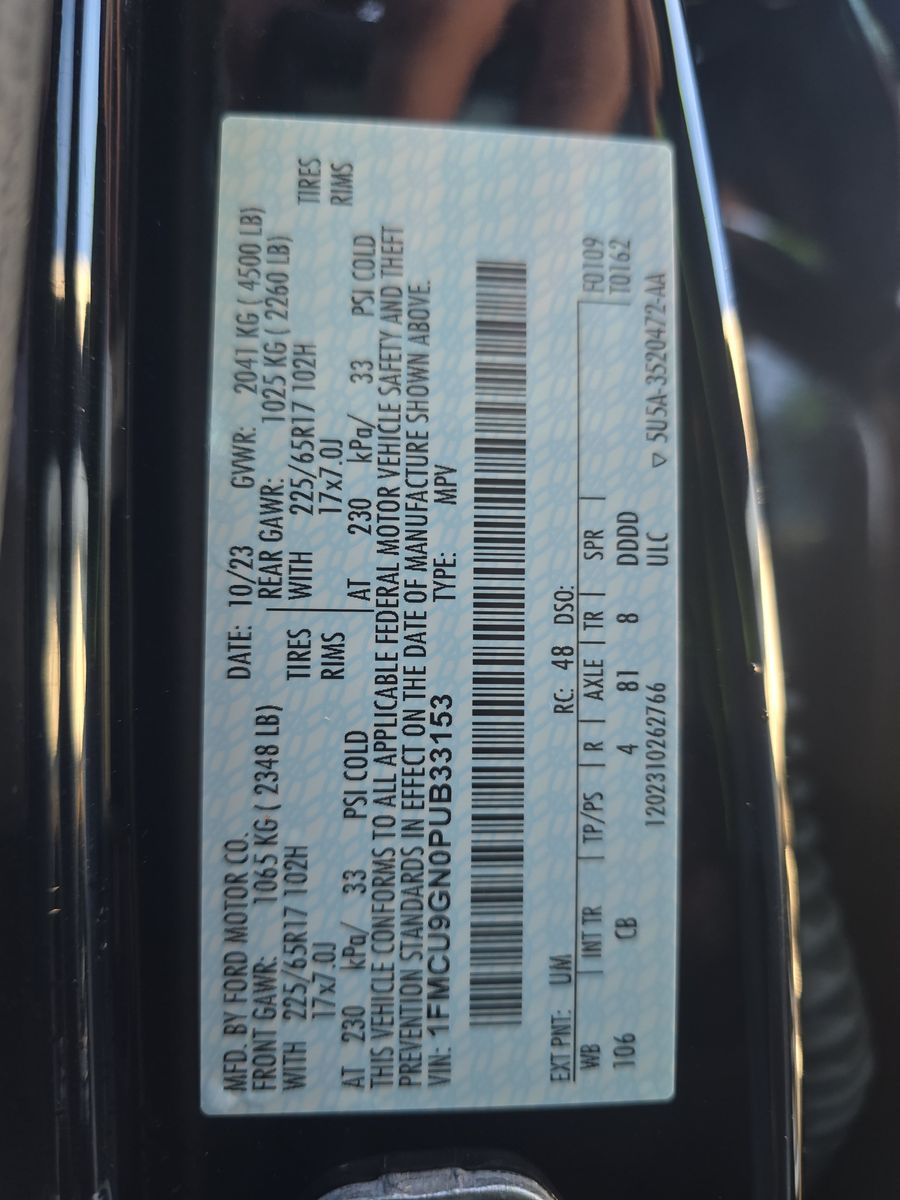 MFD. BY FORD MOTOR CO. DATE: 10/23 GVWR: 2041 KG ( 4500 LB)
FRONT GAWR: 1065 KG ( 2348 LB) REAR GAWR: 1025 KG ( 2260 LB)
WITH 225/65R17 102H TIRES WITH 225/65R17 102H TIRES
17x7.0J RIMS 17x7.0J RIMS
AT 230 kPa/ 33 PSI COLD AT 230 kPa/ 33 PSI COLD
THIS VEHICLE CONFORMS TO ALL APPLICABLE FEDERAL MOTOR VEHICLE SAFETY AND THEFT
PREVENTION STANDARDS IN EFFECT ON THE DATE OF MANUFACTURE SHOWN ABOVE.
VIN: 1FMCU9GN0PUB33153 TYPE: MPV
EXT PNT: UM RC: 48 DSO:
WB INT TR TP/PS R AXLE TR SPR F0109
106 CB 4 81 8 DDDD T0162
1202310262766 ULC ▽ 5U5A-3520472-AA